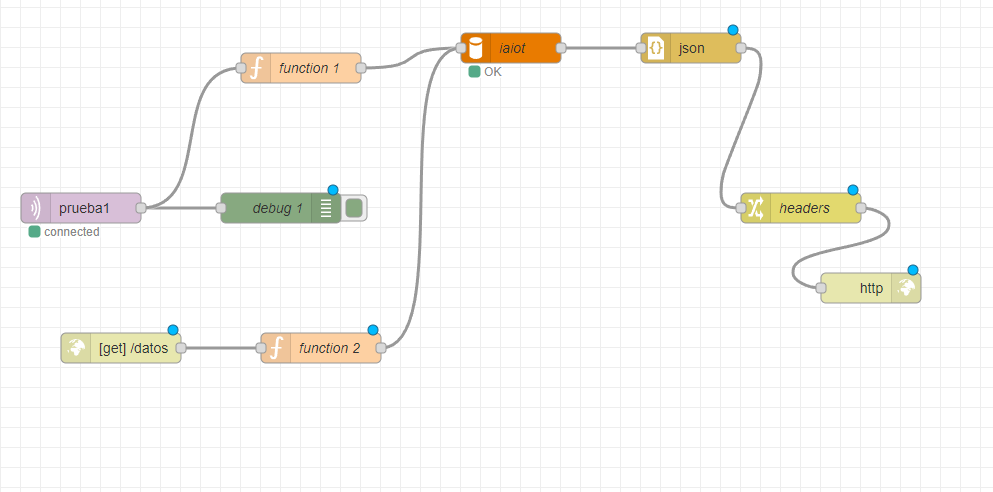 iaiot
json
function 1
OK
prueba1
debug 1
headers
connected
http
[get] /datos
function 2